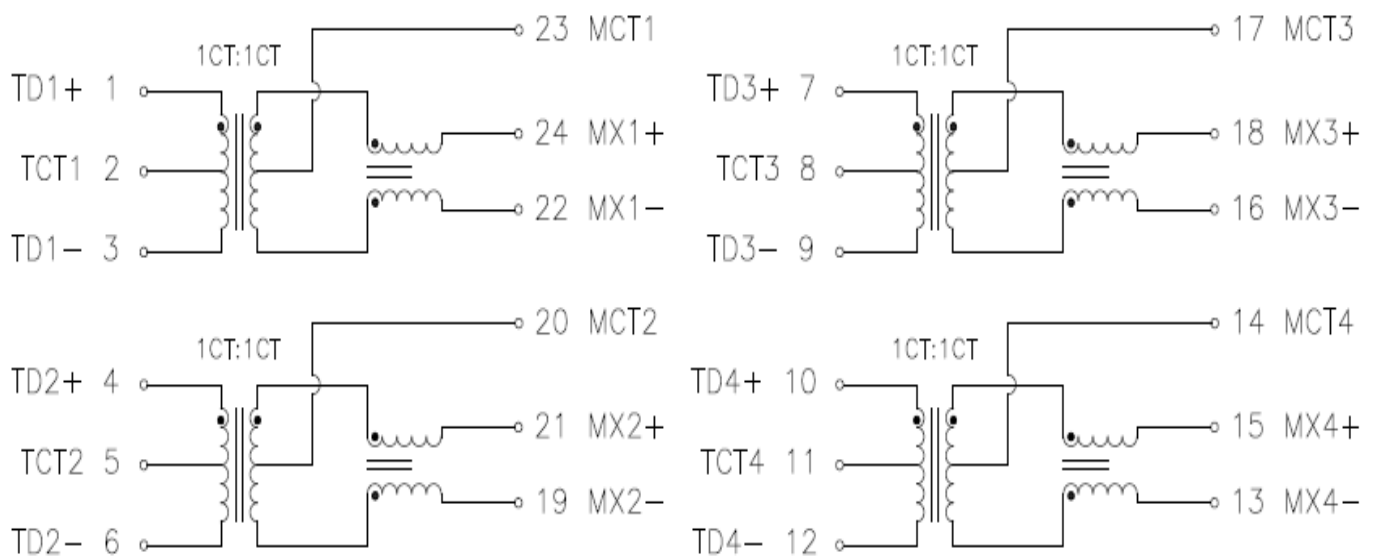 23 MCT1
1CT:1CT
TD1+ 1
24 MX1+
TCT1 2
22 MX1−
TD1− 3
17 MCT3
1CT:1CT
TD3+ 7
18 MX3+
TCT3 8
16 MX3−
TD3− 9
20 MCT2
1CT:1CT
TD2+ 4
21 MX2+
TCT2 5
19 MX2−
TD2− 6
14 MCT4
1CT:1CT
TD4+ 10
15 MX4+
TCT4 11
13 MX4−
TD4− 12